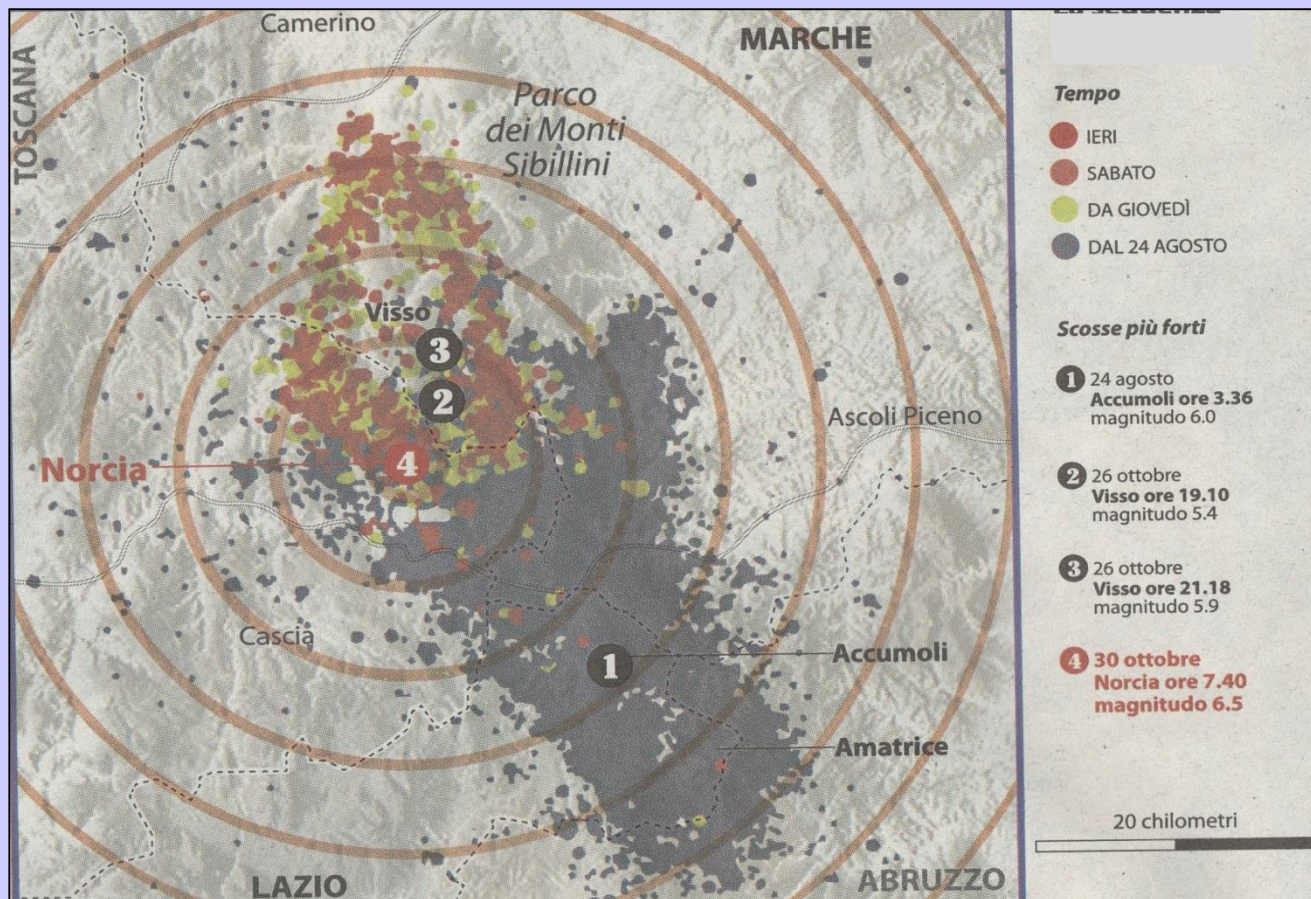 Camerino
MARCHE
TOSCANA
Parco
dei Monti
Sibillini
Visso
3
2
Ascoli Piceno
Norcia
4
Cascia
1
Accumoli
Amatrice
LAZIO
ABRUZZO
La sequenza
Tempo
IERI
SABATO
DA GIOVEDÌ
DAL 24 AGOSTO
Scosse più forti
1 24 agosto
Accumoli ore 3.36
magnitudo 6.0
2 26 ottobre
Visso ore 19.10
magnitudo 5.4
3 26 ottobre
Visso ore 21.18
magnitudo 5.9
4 30 ottobre
Norcia ore 7.40
magnitudo 6.5
20 chilometri